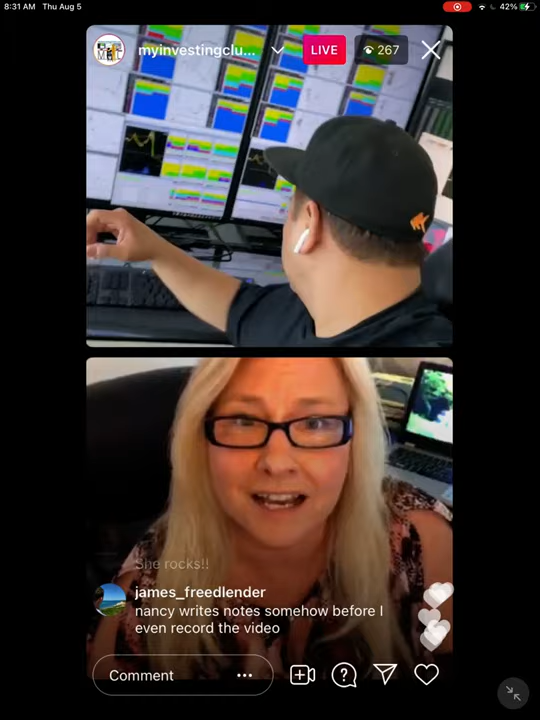 8:31 AM Thu Aug 5
42%
myinvestingclu...
LIVE
267
She rocks!!
james_freedlender
nancy writes notes somehow before I
even record the video
Comment